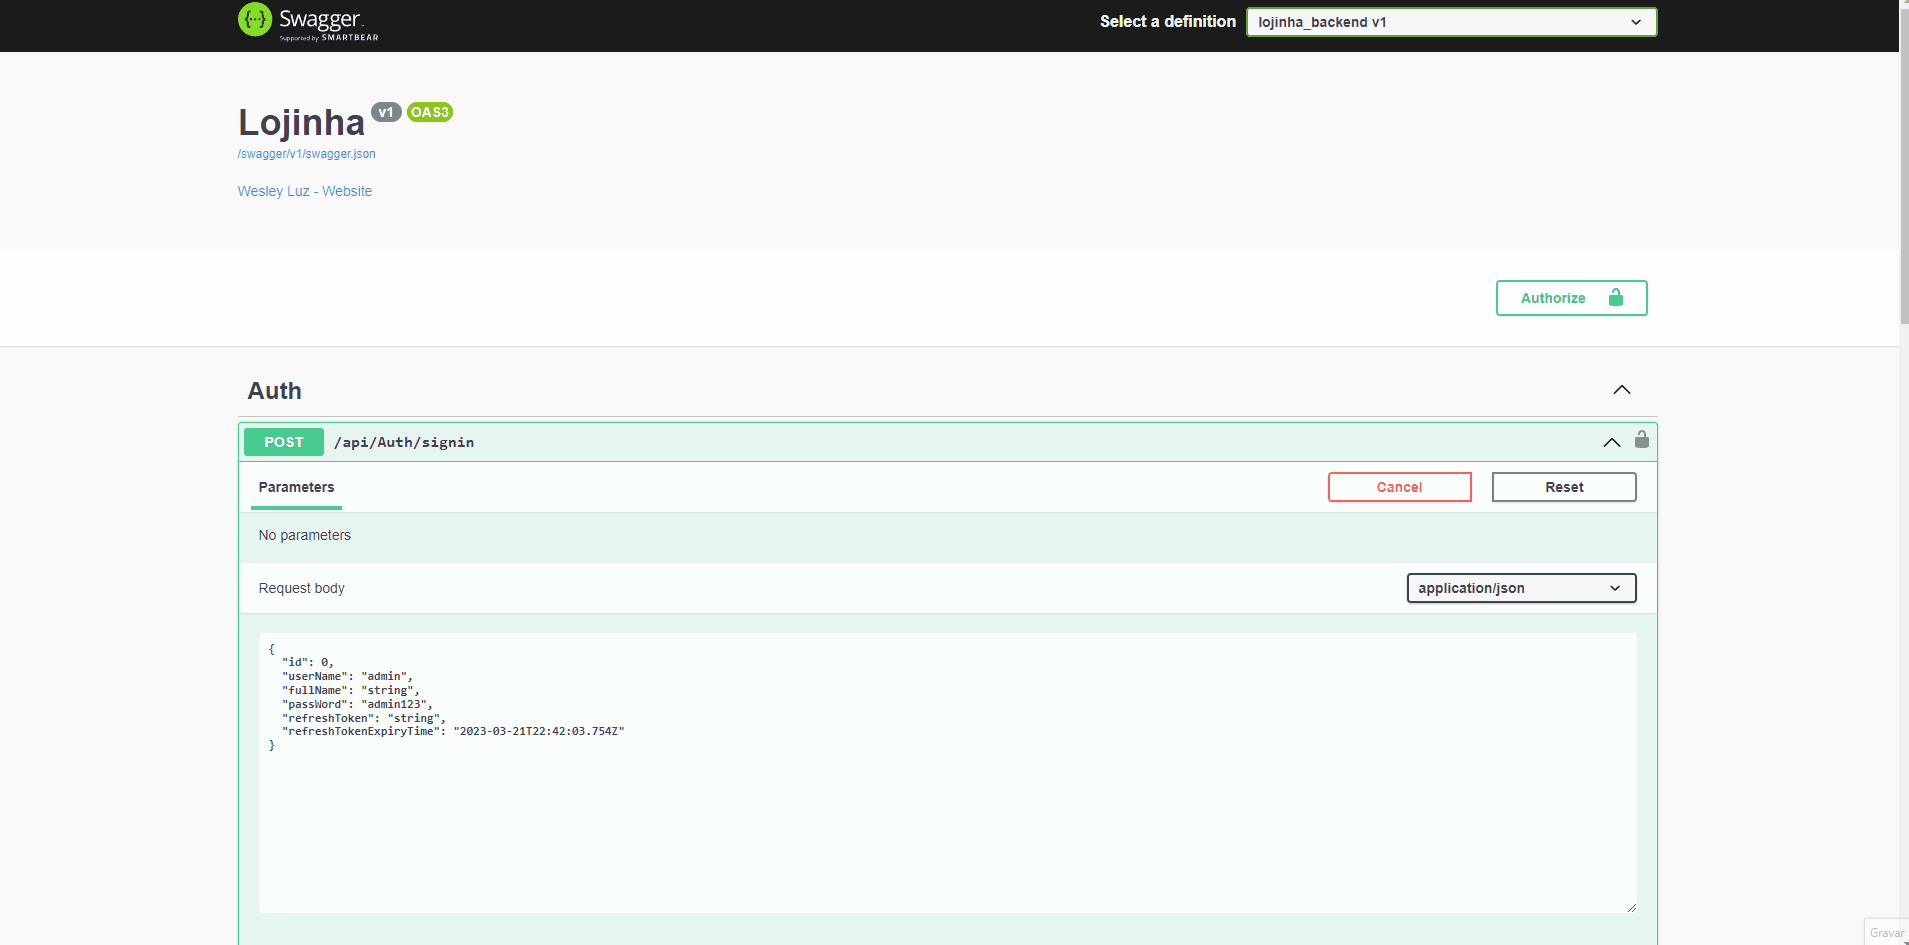 Swagger
Supported by SMARTBEAR
Select a definition
lojinha_backend v1
Lojinha v1 OAS3
/swagger/v1/swagger.json
Wesley Luz - Website
Authorize
Auth
POST /api/Auth/signin
Parameters
Cancel
Reset
No parameters
Request body
application/json
{
"id": 0,
"userName": "admin",
"fullName": "string",
"passWord": "admin123",
"refreshToken": "string",
"refreshTokenExpiryTime": "2023-03-21T22:42:03.754Z"
}
Gravar